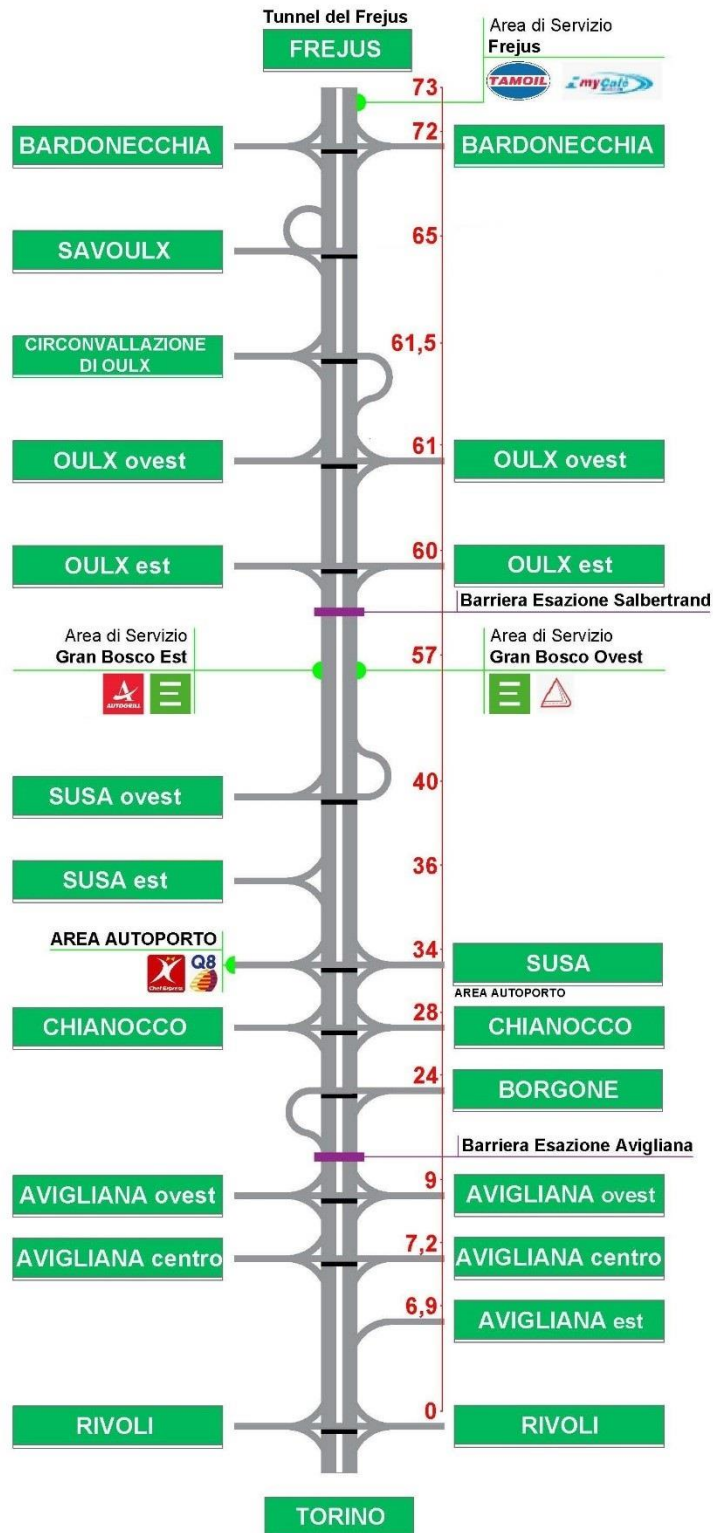 Tunnel del Frejus
FREJUS
Area di Servizio
Frejus
TAMOIL
myCafè
73
72
BARDONECCHIA
BARDONECCHIA
65
SAVOULX
61,5
CIRCONVALLAZIONE
DI OULX
61
OULX ovest
OULX ovest
60
OULX est
OULX est
Barriera Esazione Salbertrand
Area di Servizio
Gran Bosco Est
AUTOGRILL
57
Area di Servizio
Gran Bosco Ovest
40
SUSA ovest
36
SUSA est
AREA AUTOPORTO
Chef Express
Q8
34
SUSA
AREA AUTOPORTO
28
CHIANOCCO
CHIANOCCO
24
BORGONE
Barriera Esazione Avigliana
9
AVIGLIANA ovest
AVIGLIANA ovest
7,2
AVIGLIANA centro
AVIGLIANA centro
6,9
AVIGLIANA est
0
RIVOLI
RIVOLI
TORINO